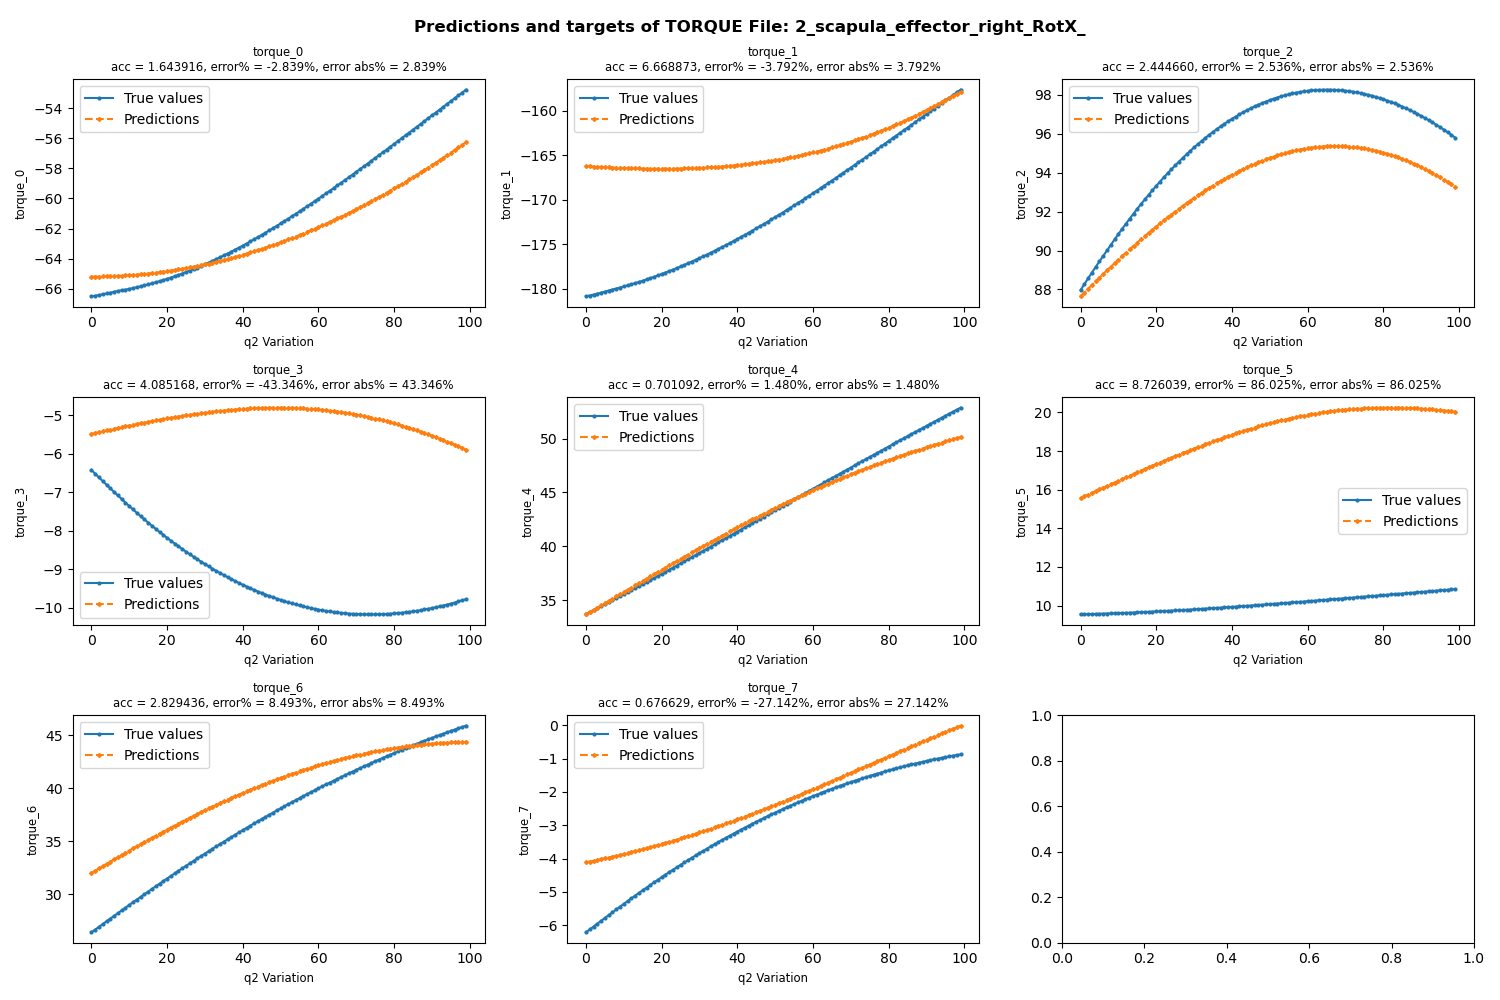 Predictions and targets of TORQUE File: 2_scapula_effector_right_RotX_
torque_0
acc = 1.643916, error% = -2.839%, error abs% = 2.839%
True values
Predictions
−54
−56
−58
−60
−62
−64
−66
torque_0
0 20 40 60 80 100
q2 Variation
torque_1
acc = 6.668873, error% = -3.792%, error abs% = 3.792%
True values
Predictions
−160
−165
−170
−175
−180
torque_1
0 20 40 60 80 100
q2 Variation
torque_2
acc = 2.444660, error% = 2.536%, error abs% = 2.536%
True values
Predictions
98
96
94
92
90
88
torque_2
0 20 40 60 80 100
q2 Variation
torque_3
acc = 4.085168, error% = -43.346%, error abs% = 43.346%
−5
−6
−7
−8
−9
−10
torque_3
True values
Predictions
0 20 40 60 80 100
q2 Variation
torque_4
acc = 0.701092, error% = 1.480%, error abs% = 1.480%
True values
Predictions
50
45
40
35
torque_4
0 20 40 60 80 100
q2 Variation
torque_5
acc = 8.726039, error% = 86.025%, error abs% = 86.025%
20
18
16
14
12
10
torque_5
True values
Predictions
0 20 40 60 80 100
q2 Variation
torque_6
acc = 2.829436, error% = 8.493%, error abs% = 8.493%
True values
Predictions
45
40
35
30
torque_6
0 20 40 60 80 100
q2 Variation
torque_7
acc = 0.676629, error% = -27.142%, error abs% = 27.142%
True values
Predictions
0
−1
−2
−3
−4
−5
−6
torque_7
0 20 40 60 80 100
q2 Variation
1.0
0.8
0.6
0.4
0.2
0.0
0.0 0.2 0.4 0.6 0.8 1.0